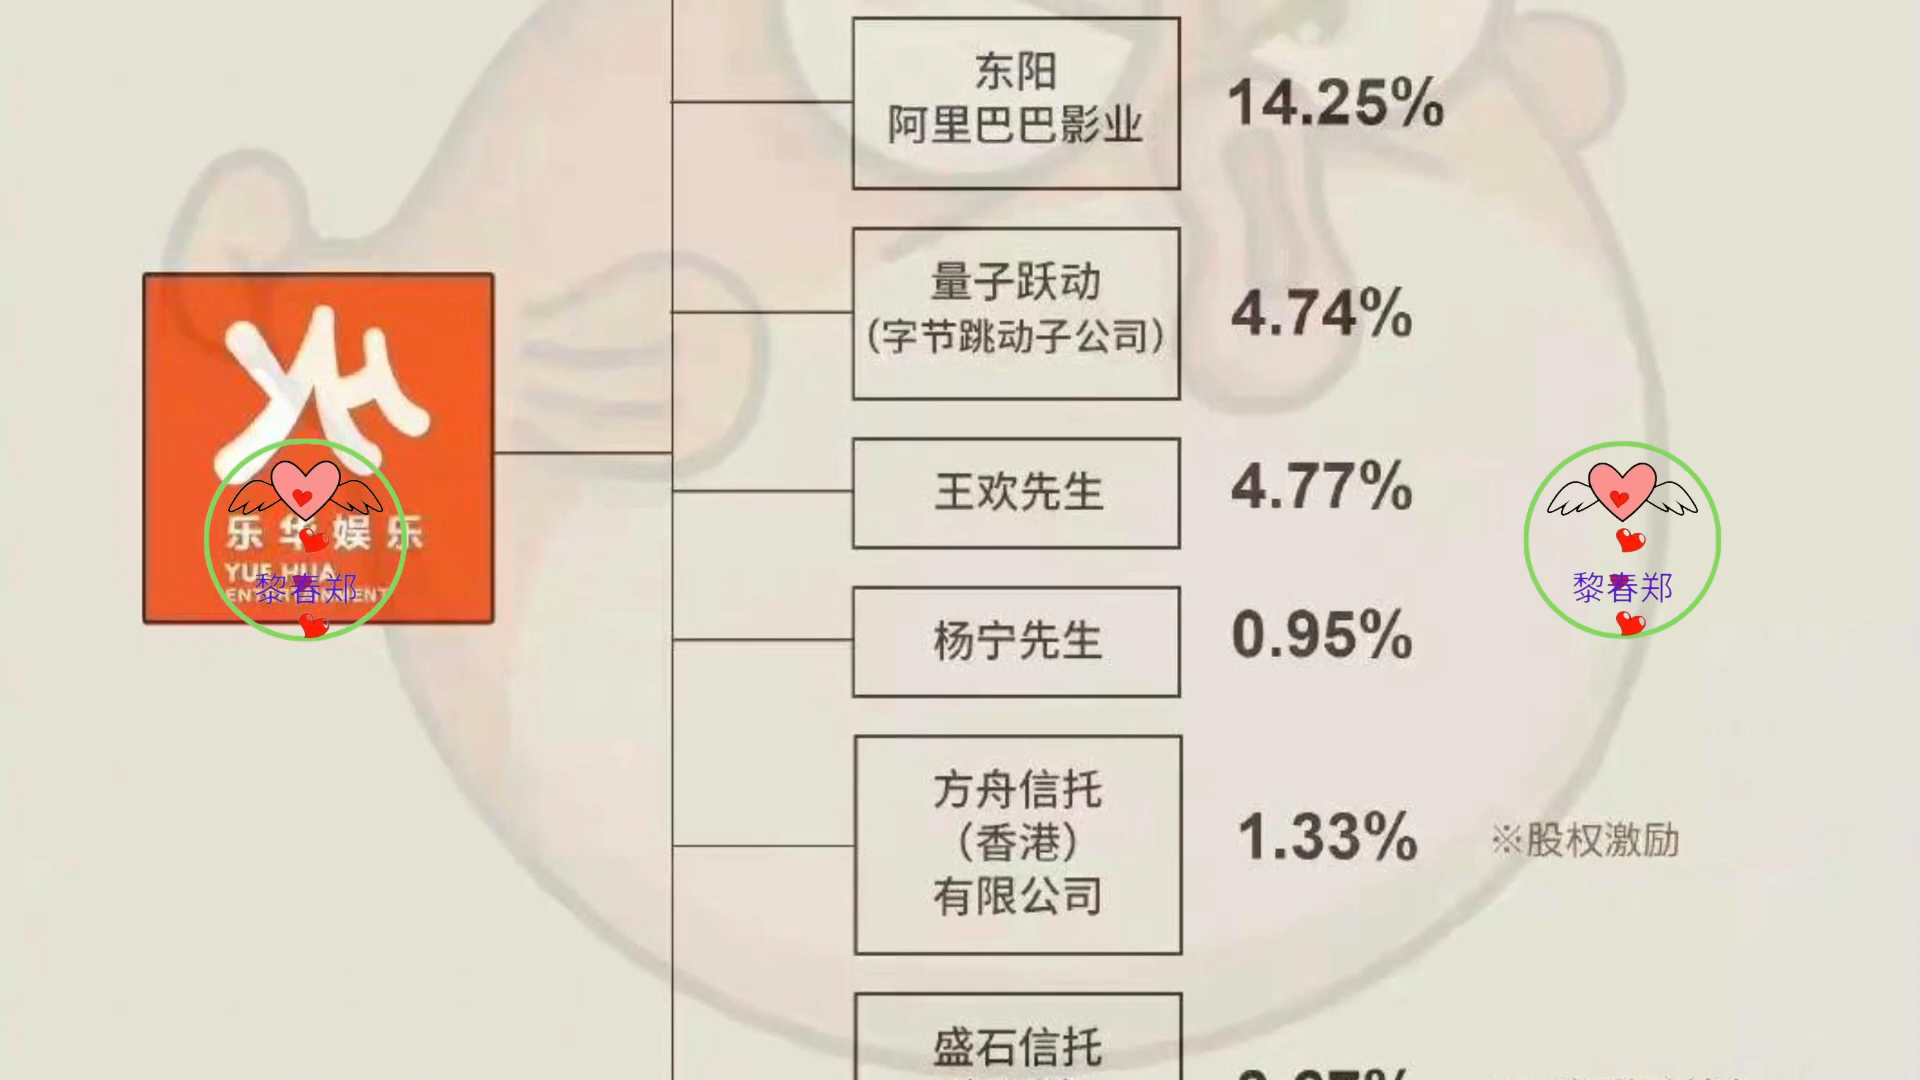 东阳
阿里巴巴影业
14.25%
量子跃动
(字节跳动子公司)
4.74%
王欢先生
4.77%
杨宁先生
0.95%
方舟信托
（香港）
有限公司
1.33%
※股权激励
盛石信托
乐华娱乐
YUE HUA
ENTERTAINMENT
黎春郑
黎春郑